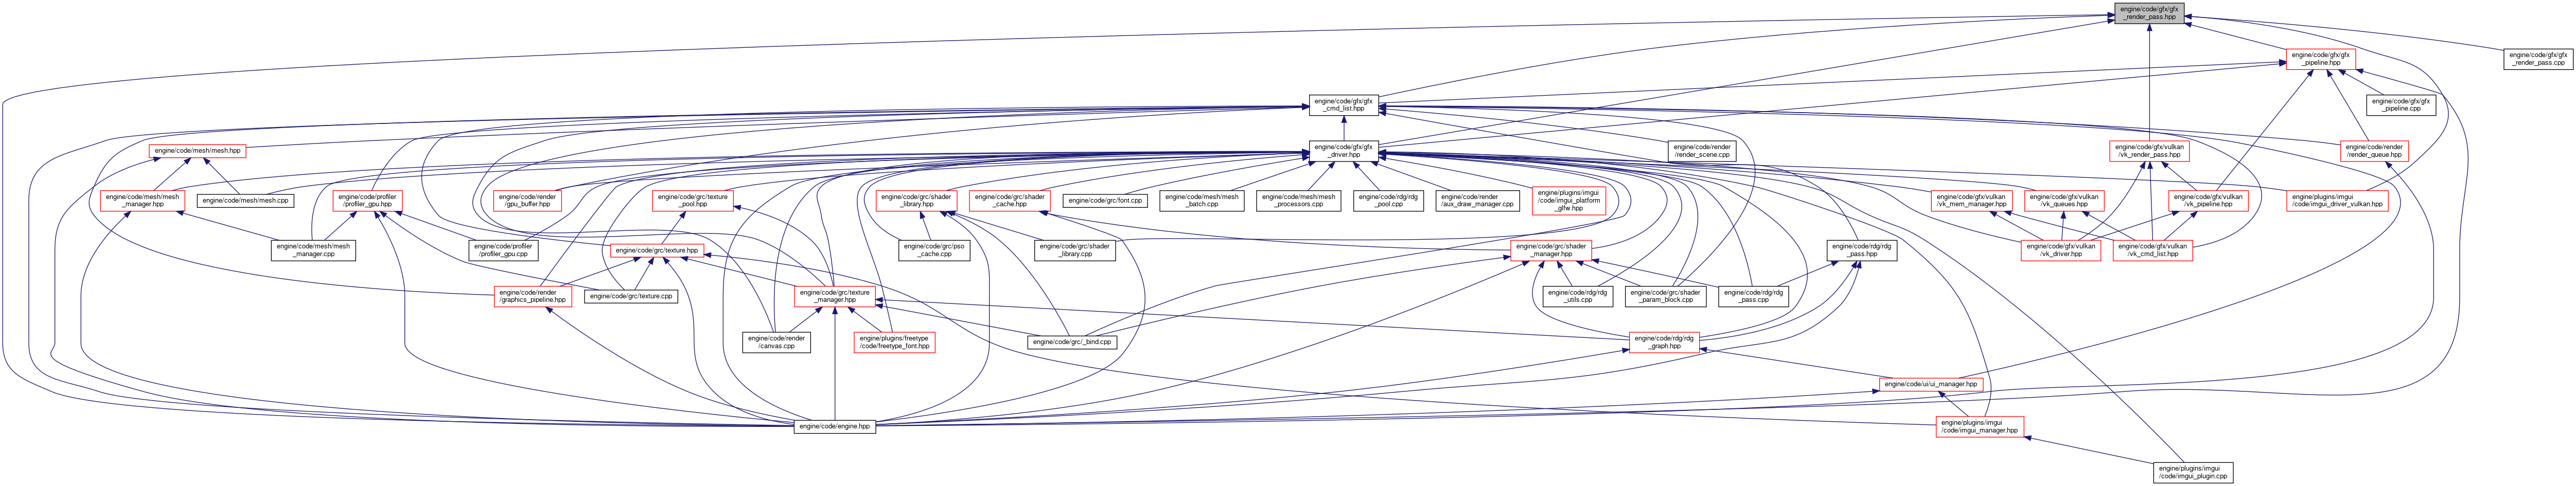 engine/code/gfx/gfx
_render_pass.hpp
engine/code/gfx/gfx
_pipeline.hpp
engine/code/gfx/gfx
_render_pass.cpp
engine/code/gfx/gfx
_cmd_list.hpp
engine/code/gfx/gfx
_pipeline.cpp
engine/code/mesh/mesh.hpp
engine/code/gfx/gfx
_driver.hpp
engine/code/render
/render_scene.cpp
engine/code/gfx/vulkan
/vk_render_pass.hpp
engine/code/render
/render_queue.hpp
engine/code/mesh/mesh
_manager.hpp
engine/code/mesh/mesh.cpp
engine/code/profiler
/profiler_gpu.hpp
engine/code/render
/gpu_buffer.hpp
engine/code/grc/texture
_pool.hpp
engine/code/grc/shader
_library.hpp
engine/code/grc/shader
_cache.hpp
engine/code/grc/font.cpp
engine/code/mesh/mesh
_batch.cpp
engine/code/mesh/mesh
_processors.cpp
engine/code/rdg/rdg
_pool.cpp
engine/code/render
/aux_draw_manager.cpp
engine/plugins/imgui
/code/imgui_platform
_glfw.hpp
engine/code/gfx/vulkan
/vk_mem_manager.hpp
engine/code/gfx/vulkan
/vk_queues.hpp
engine/code/gfx/vulkan
/vk_pipeline.hpp
engine/plugins/imgui
/code/imgui_driver_vulkan.hpp
engine/code/mesh/mesh
_manager.cpp
engine/code/profiler
/profiler_gpu.cpp
engine/code/grc/texture.hpp
engine/code/grc/pso
_cache.cpp
engine/code/grc/shader
_library.cpp
engine/code/grc/shader
_manager.hpp
engine/code/rdg/rdg
_pass.hpp
engine/code/gfx/vulkan
/vk_driver.hpp
engine/code/gfx/vulkan
/vk_cmd_list.hpp
engine/code/render
/graphics_pipeline.hpp
engine/code/grc/texture.cpp
engine/code/grc/texture
_manager.hpp
engine/code/rdg/rdg
_utils.cpp
engine/code/grc/shader
_param_block.cpp
engine/code/rdg/rdg
_pass.cpp
engine/code/render
/canvas.cpp
engine/plugins/freetype
/code/freetype_font.hpp
engine/code/grc/_bind.cpp
engine/code/rdg/rdg
_graph.hpp
engine/code/ui/ui_manager.hpp
engine/code/engine.hpp
engine/plugins/imgui
/code/imgui_manager.hpp
engine/plugins/imgui
/code/imgui_plugin.cpp